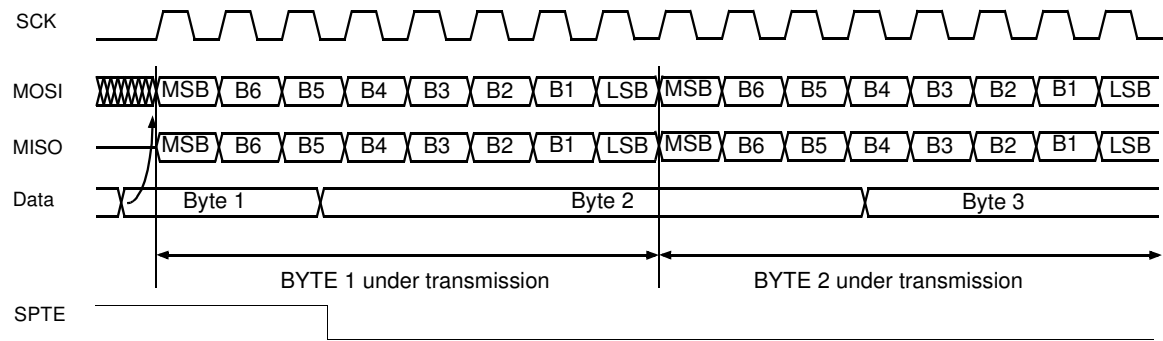 SCK
MOSI MSB B6 B5 B4 B3 B2 B1 LSB MSB B6 B5 B4 B3 B2 B1 LSB
MISO MSB B6 B5 B4 B3 B2 B1 LSB MSB B6 B5 B4 B3 B2 B1 LSB
Data Byte 1 Byte 2 Byte 3
BYTE 1 under transmission BYTE 2 under transmission
SPTE